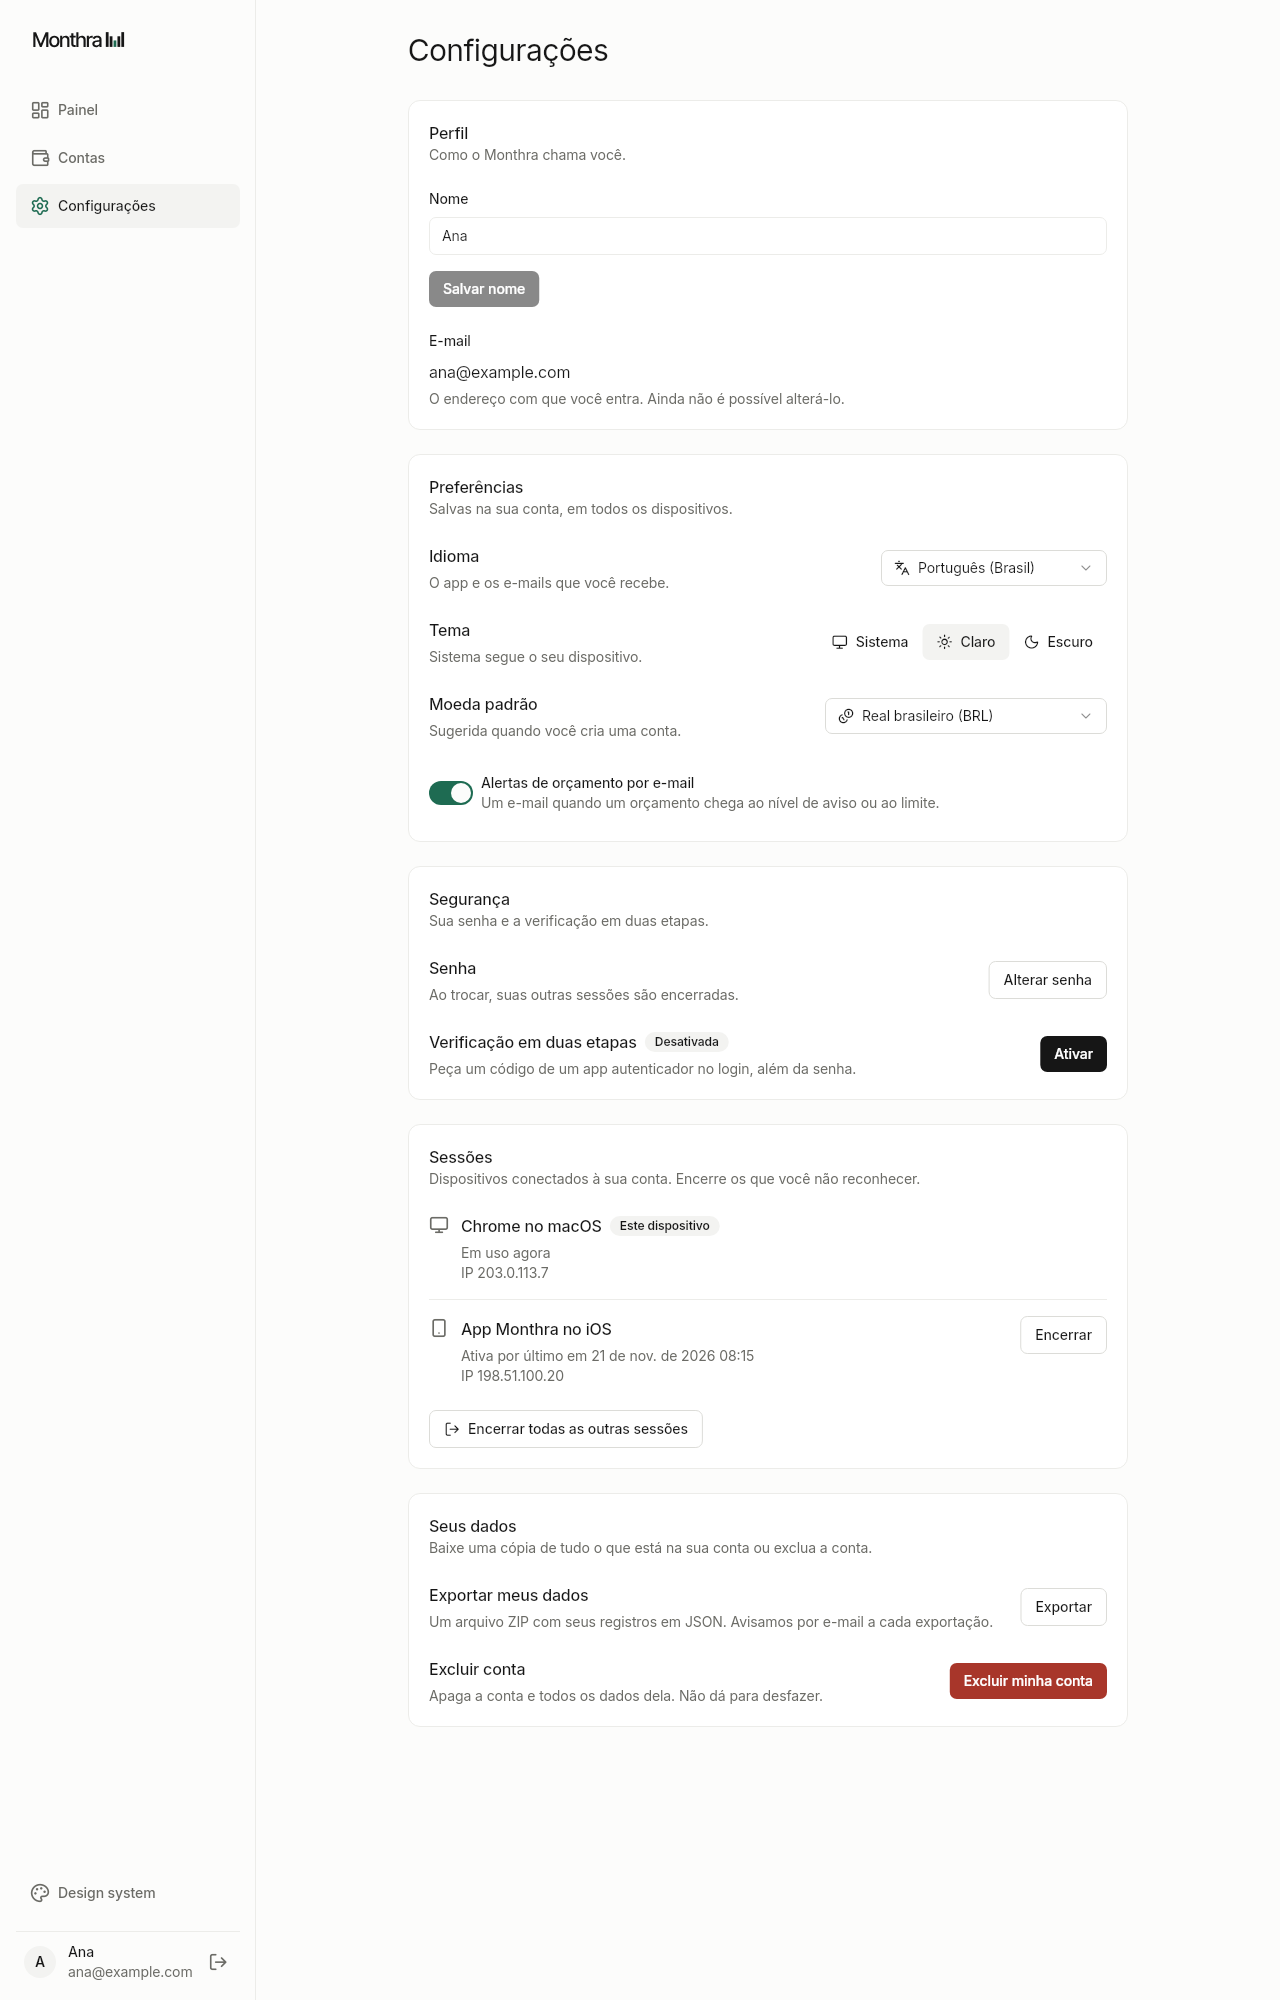 Monthra
Painel
Contas
Configurações
Configurações
Perfil
Como o Monthra chama você.
Nome
Ana
Salvar nome
E-mail
ana@example.com
O endereço com que você entra. Ainda não é possível alterá-lo.
Preferências
Salvas na sua conta, em todos os dispositivos.
Idioma
O app e os e-mails que você recebe.
Português (Brasil)
Tema
Sistema segue o seu dispositivo.
Sistema
Claro
Escuro
Moeda padrão
Sugerida quando você cria uma conta.
Real brasileiro (BRL)
Alertas de orçamento por e-mail
Um e-mail quando um orçamento chega ao nível de aviso ou ao limite.
Segurança
Sua senha e a verificação em duas etapas.
Senha
Ao trocar, suas outras sessões são encerradas.
Alterar senha
Verificação em duas etapas Desativada
Peça um código de um app autenticador no login, além da senha.
Ativar
Sessões
Dispositivos conectados à sua conta. Encerre os que você não reconhecer.
Chrome no macOS Este dispositivo
Em uso agora
IP 203.0.113.7
App Monthra no iOS
Ativa por último em 21 de nov. de 2026 08:15
IP 198.51.100.20
Encerrar
Encerrar todas as outras sessões
Seus dados
Baixe uma cópia de tudo o que está na sua conta ou exclua a conta.
Exportar meus dados
Um arquivo ZIP com seus registros em JSON. Avisamos por e-mail a cada exportação.
Exportar
Excluir conta
Apaga a conta e todos os dados dela. Não dá para desfazer.
Excluir minha conta
Design system
A
Ana
ana@example.com